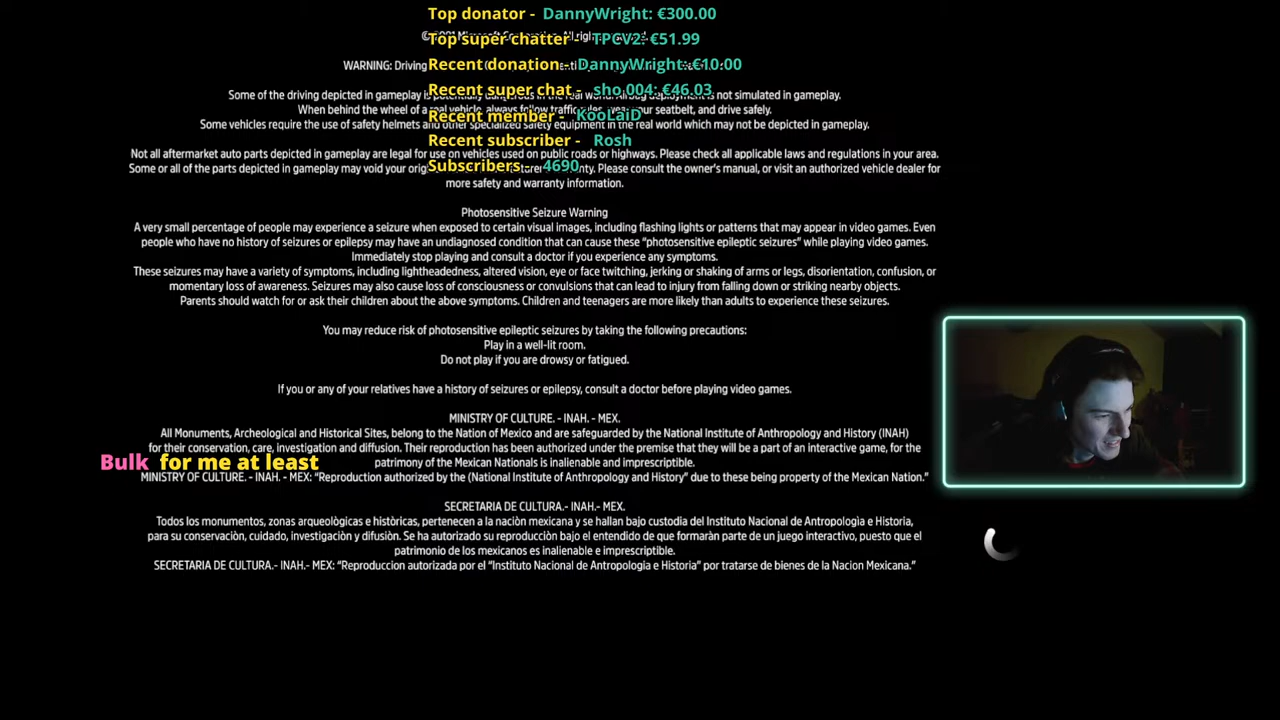 Top donator - DannyWright: €300.00
Top super chatter - TPCV2: €51.99
WARNING: Driving
Recent donation - DannyWright: €10.00
Recent super chat - sho 004: €46.03
Some of the driving depicted in gameplay is potentially dangerous in the real world. not simulated in gameplay.
When behind the wheel of a real vehicle, always follow traffic rules, wear your seatbelt, and drive safely.
Recent member - KooLaiD
Some vehicles require the use of safety helmets and other specialized safety equipment in the real world which may not be depicted in gameplay.
Recent subscriber - Rosh
Not all aftermarket auto parts depicted in gameplay are legal for use on vehicles used on public roads or highways. Please check all applicable laws and regulations in your area.
Subscribers - 4690
Some or all of the parts depicted in gameplay may void your Please consult the owner's manual, or visit an authorized vehicle dealer for
more safety and warranty information.
Photosensitive Seizure Warning
A very small percentage of people may experience a seizure when exposed to certain visual images, including flashing lights or patterns that may appear in video games. Even
people who have no history of seizures or epilepsy may have an undiagnosed condition that can cause these “photosensitive epileptic seizures” while playing video games.
Immediately stop playing and consult a doctor if you experience any symptoms.
These seizures may have a variety of symptoms, including lightheadedness, altered vision, eye or face twitching, jerking or shaking of arms or legs, disorientation, confusion, or
momentary loss of awareness. Seizures may also cause loss of consciousness or convulsions that can lead to injury from falling down or striking nearby objects.
Parents should watch for or ask their children about the above symptoms. Children and teenagers are more likely than adults to experience these seizures.
You may reduce risk of photosensitive epileptic seizures by taking the following precautions:
Play in a well-lit room.
Do not play if you are drowsy or fatigued.
If you or any of your relatives have a history of seizures or epilepsy, consult a doctor before playing video games.
MINISTRY OF CULTURE. - INAH. - MEX.
All Monuments, Archeological and Historical Sites, belong to the Nation of Mexico and are safeguarded by the National Institute of Anthropology and History (INAH)
for their conservation, care, investigation and diffusion. Their reproduction has been authorized under the premise that they will be a part of an interactive game, for the
Bulk for me at least
patrimony of the Mexican Nationals is inalienable and imprescriptible.
MINISTRY OF CULTURE. - INAH. - MEX: “Reproduction authorized by the (National Institute of Anthropology and History” due to these being property of the Mexican Nation.”
SECRETARIA DE CULTURA.- INAH.- MEX.
Todos los monumentos, zonas arqueològicas e històricas, pertenecen a la naciòn mexicana y se hallan bajo custodia del Instituto Nacional de Antropologìa e Historia,
para su conservaciòn, cuidado, investigaciòn y difusiòn. Se ha autorizado su reproducciòn bajo el entendido de que formaràn parte de un juego interactivo, puesto que el
patrimonio de los mexicanos es inalienable e imprescriptible.
SECRETARIA DE CULTURA.- INAH.- MEX: “Reproduccion autorizada por el “Instituto Nacional de Antropologia e Historia” por tratarse de bienes de la Nacion Mexicana.”